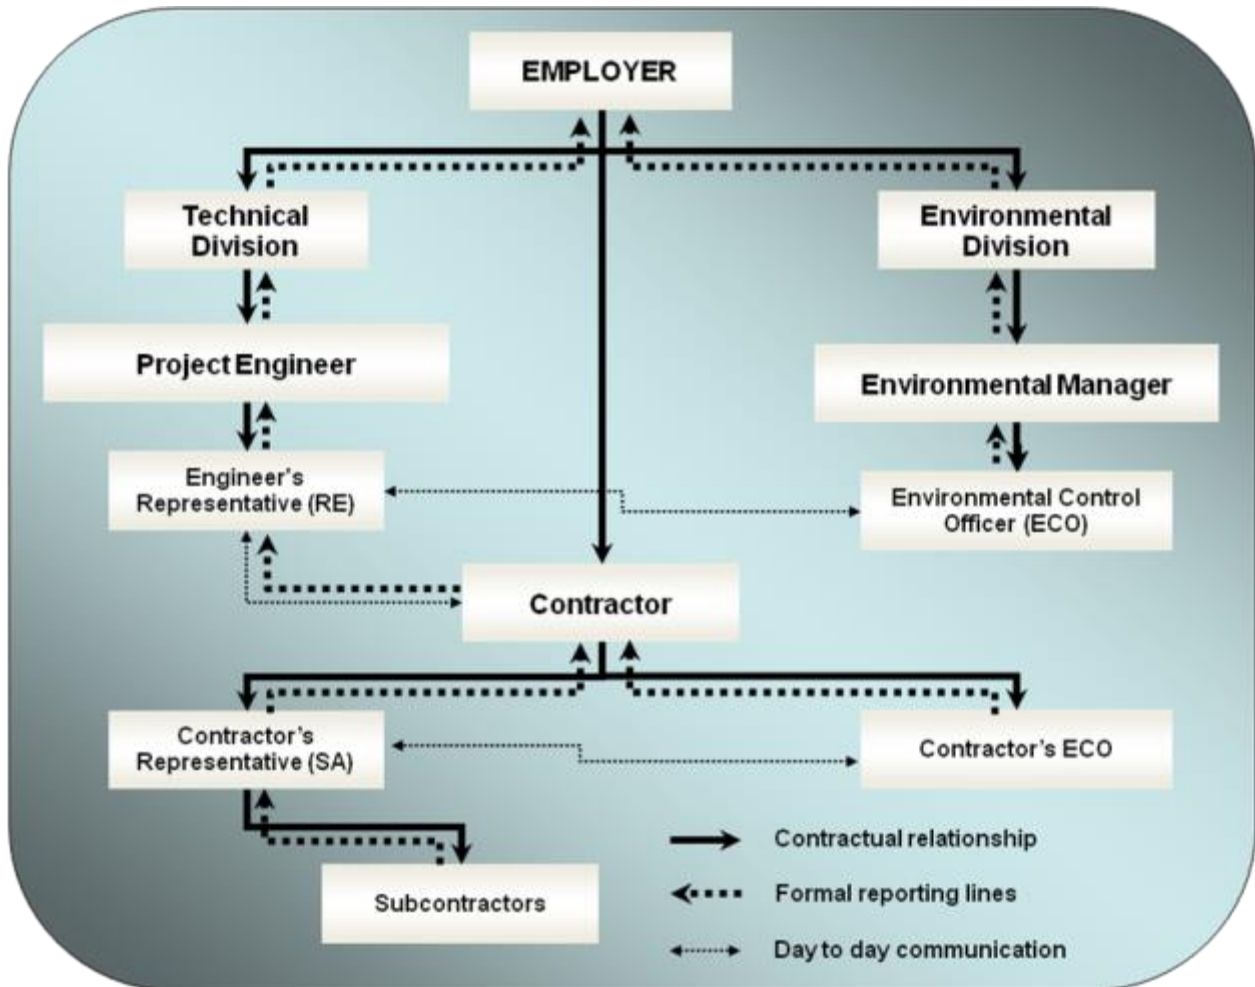 EMPLOYER
Technical
Division
Environmental
Division
Project Engineer
Environmental Manager
Engineer's
Representative (RE)
Environmental Control
Officer (ECO)
Contractor
Contractor's
Representative (SA)
Contractor's ECO
Contractual relationship
Formal reporting lines
Subcontractors
Day to day communication